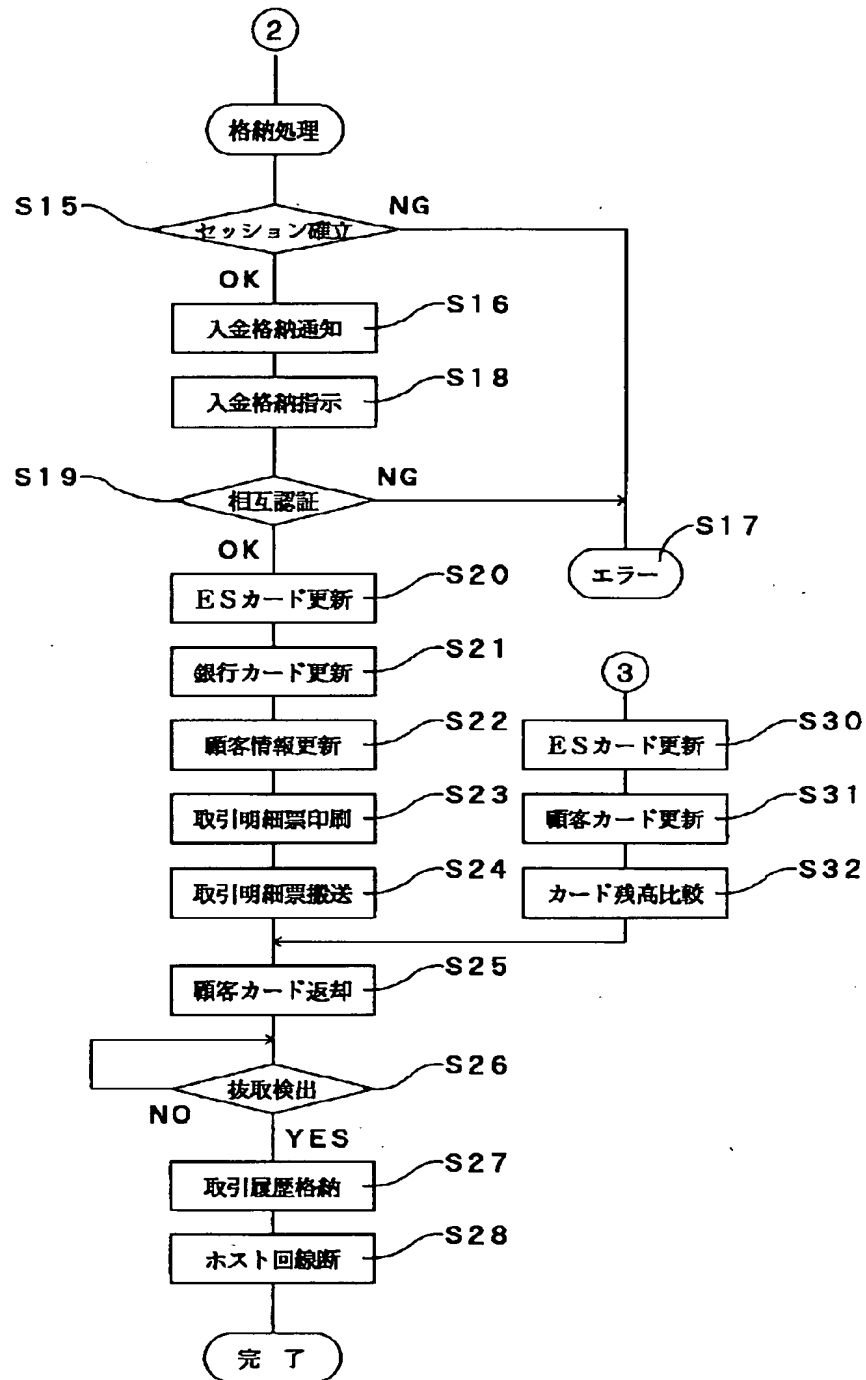 2
格納処理
S15
セッション確立
NG
OK
入金格納通知
S16
入金格納指示
S18
S19
相互認証
NG
OK
S17
エラー
ESカード更新
S20
銀行カード更新
S21
3
顧客情報更新
S22
ESカード更新
S30
取引明細票印刷
S23
顧客カード更新
S31
取引明細票搬送
S24
カード残高比較
S32
顧客カード返却
S25
抜取検出
S26
NO
YES
取引履歴格納
S27
ホスト回線断
S28
完了